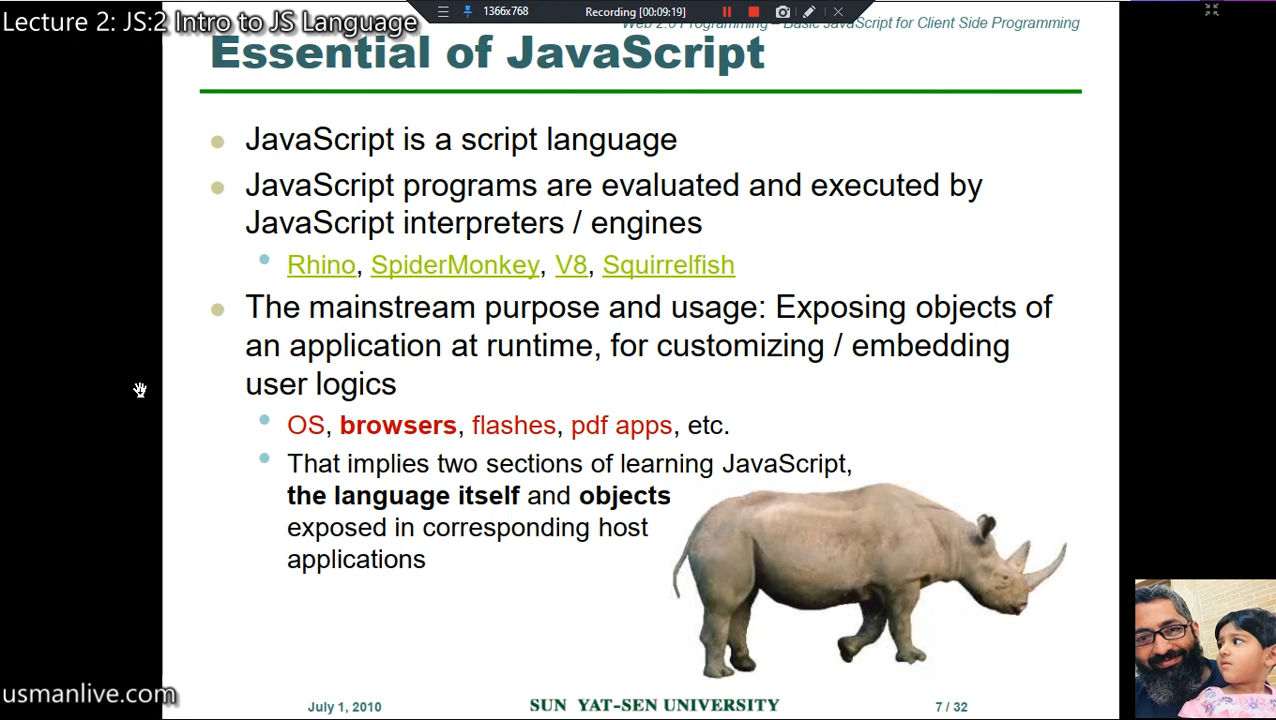 Lecture 2: JS:2 Intro to JS Language
1366x768
Recording [00:09:19]
Web 2.0 Programming – Basic JavaScript for Client Side Programming
Essential of JavaScript
JavaScript is a script language
JavaScript programs are evaluated and executed by
JavaScript interpreters / engines
Rhino, SpiderMonkey, V8, Squirrelfish
The mainstream purpose and usage: Exposing objects of
an application at runtime, for customizing / embedding
user logics
OS, browsers, flashes, pdf apps, etc.
That implies two sections of learning JavaScript,
the language itself and objects
exposed in corresponding host
applications
usmanlive.com
July 1, 2010
SUN YAT-SEN UNIVERSITY
7 / 32